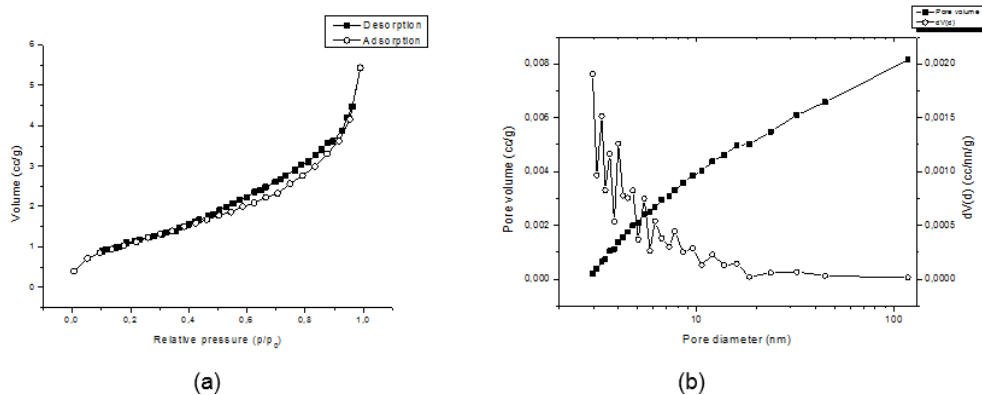 Desorption
Adsorption
6
5
4
3
2
1
0
Volume (cc/g)
0,0 0,2 0,4 0,6 0,8 1,0
Relative pressure (p/p0)
(a)
Pore volume
dV(d)
0,008
0,006
0,004
0,002
0,000
Pore volume (cc/g)
0,0020
0,0015
0,0010
0,0005
0,0000
dV(d) (cc/nn/g)
10 100
Pore diameter (nm)
(b)